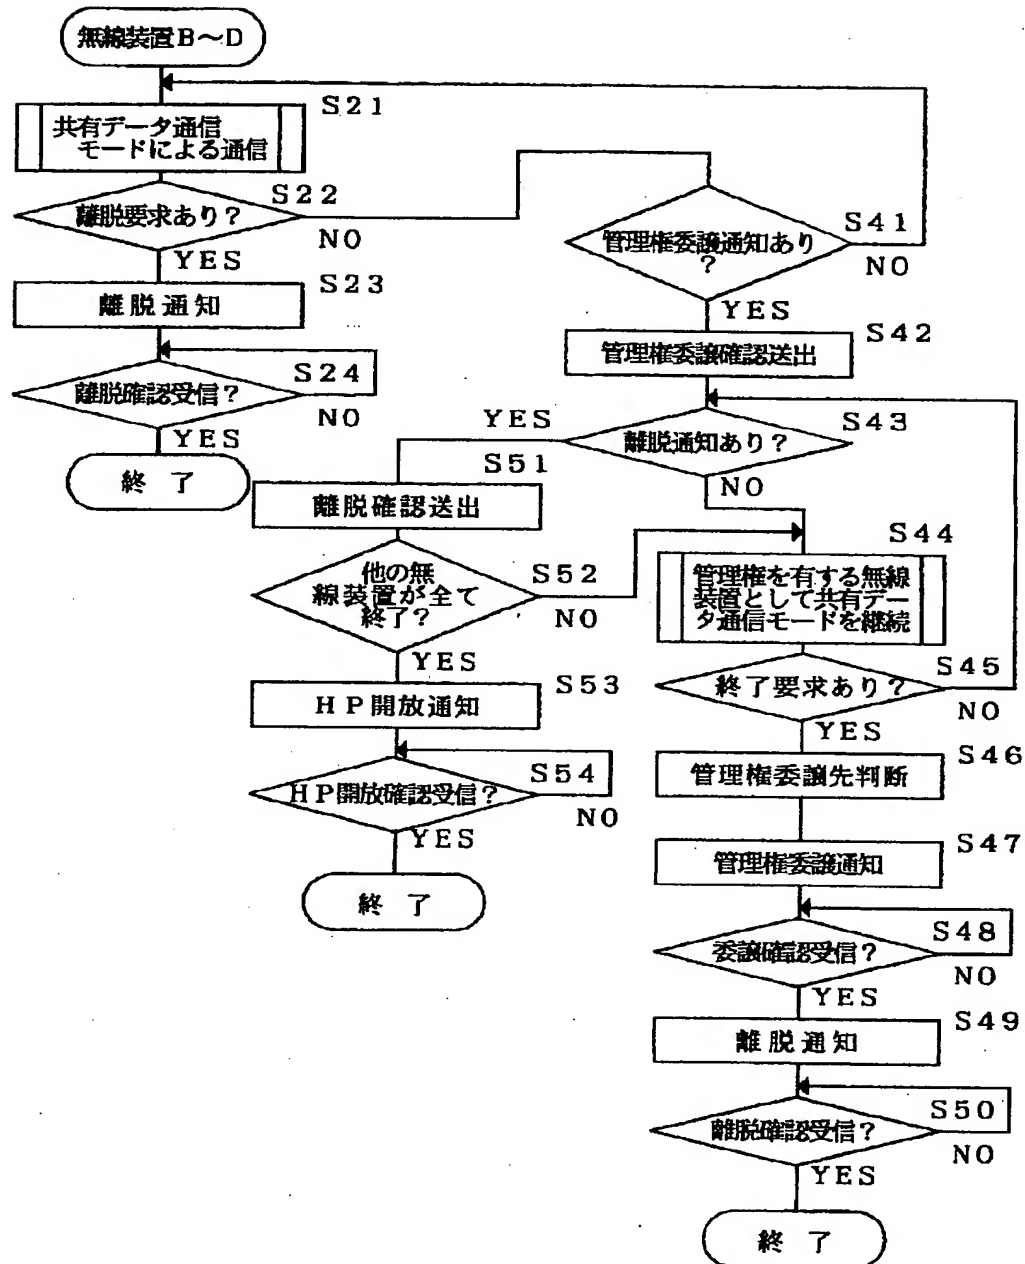 無線装置B〜D
S21
共有データ通信
モードによる通信
S22
離脱要求あり?
NO
YES
S23
離脱通知
S24
離脱確認受信?
NO
YES
終了
S41
管理権委譲通知あり
?
NO
YES
S42
管理権委譲確認送出
S43
離脱通知あり?
YES
NO
S51
離脱確認送出
S52
他の無
線装置が全て
終了?
NO
YES
S53
HP開放通知
S54
HP開放確認受信?
NO
YES
終了
S44
管理権を有する無線
装置として共有デー
タ通信モードを継続
S45
終了要求あり?
NO
YES
S46
管理権委譲先判断
S47
管理権委譲通知
S48
委譲確認受信?
NO
YES
S49
離脱通知
S50
離脱確認受信?
NO
YES
終了